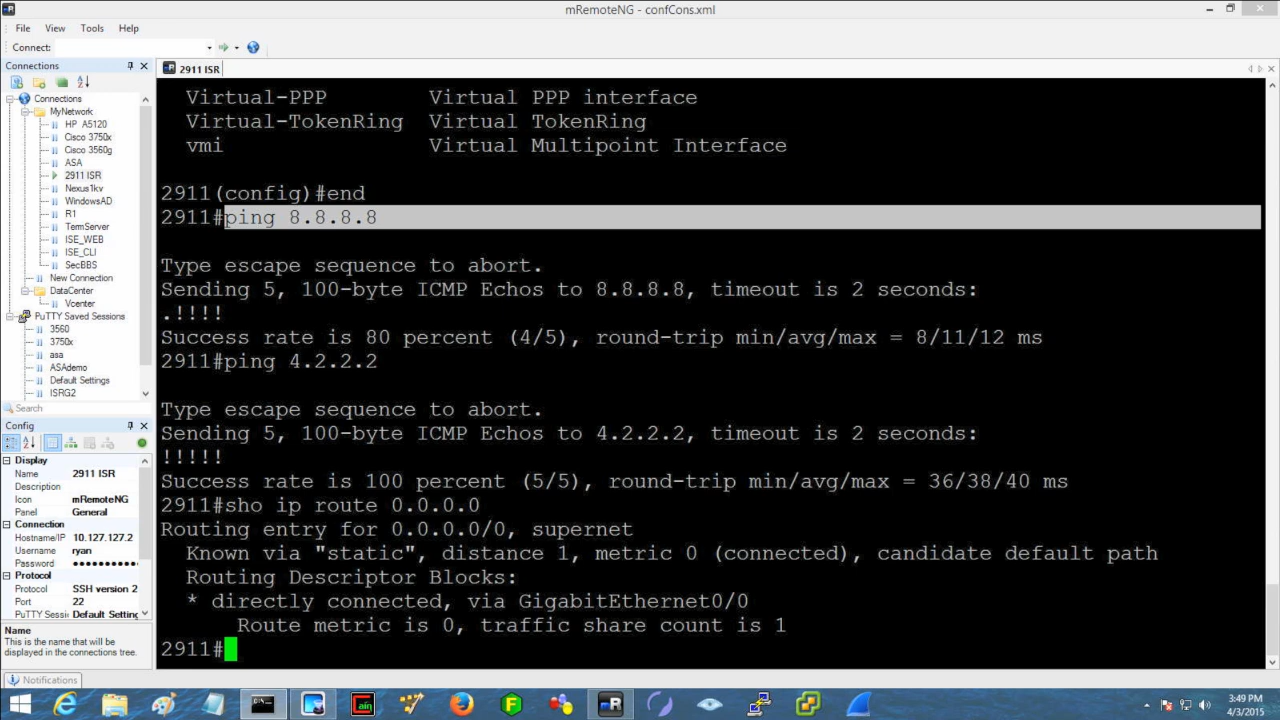 mRemoteNG - confCons.xml
File View Tools Help
Connect:
Connections
2911 ISR
Connections
MyNetwork
HP A5120
Cisco 3750x
Cisco 3560g
ASA
2911 ISR
Nexus1kv
WindowsAD
R1
TermServer
ISE_WEB
ISE_CLI
SecBBS
New Connection
DataCenter
Vcenter
PuTTY Saved Sessions
3560
3750x
asa
ASAdemo
Default Settings
ISRG2
Search
Config
Display
Name 2911 ISR
Description
Icon mRemoteNG
Panel General
Connection
Hostname/IP 10.127.127.2
Username ryan
Password ●●●●●●●●●●
Protocol
Protocol SSH version 2
Port 22
PuTTY Sessi Default Setting
Name
This is the name that will be
displayed in the connections tree.
Notifications
Virtual-PPP Virtual PPP interface
Virtual-TokenRing Virtual TokenRing
vmi Virtual Multipoint Interface
2911(config)#end
2911#ping 8.8.8.8
Type escape sequence to abort.
Sending 5, 100-byte ICMP Echos to 8.8.8.8, timeout is 2 seconds:
.!!!!
Success rate is 80 percent (4/5), round-trip min/avg/max = 8/11/12 ms
2911#ping 4.2.2.2
Type escape sequence to abort.
Sending 5, 100-byte ICMP Echos to 4.2.2.2, timeout is 2 seconds:
!!!!!
Success rate is 100 percent (5/5), round-trip min/avg/max = 36/38/40 ms
2911#sho ip route 0.0.0.0
Routing entry for 0.0.0.0/0, supernet
Known via "static", distance 1, metric 0 (connected), candidate default path
Routing Descriptor Blocks:
* directly connected, via GigabitEthernet0/0
Route metric is 0, traffic share count is 1
2911#
3:49 PM
4/3/2015